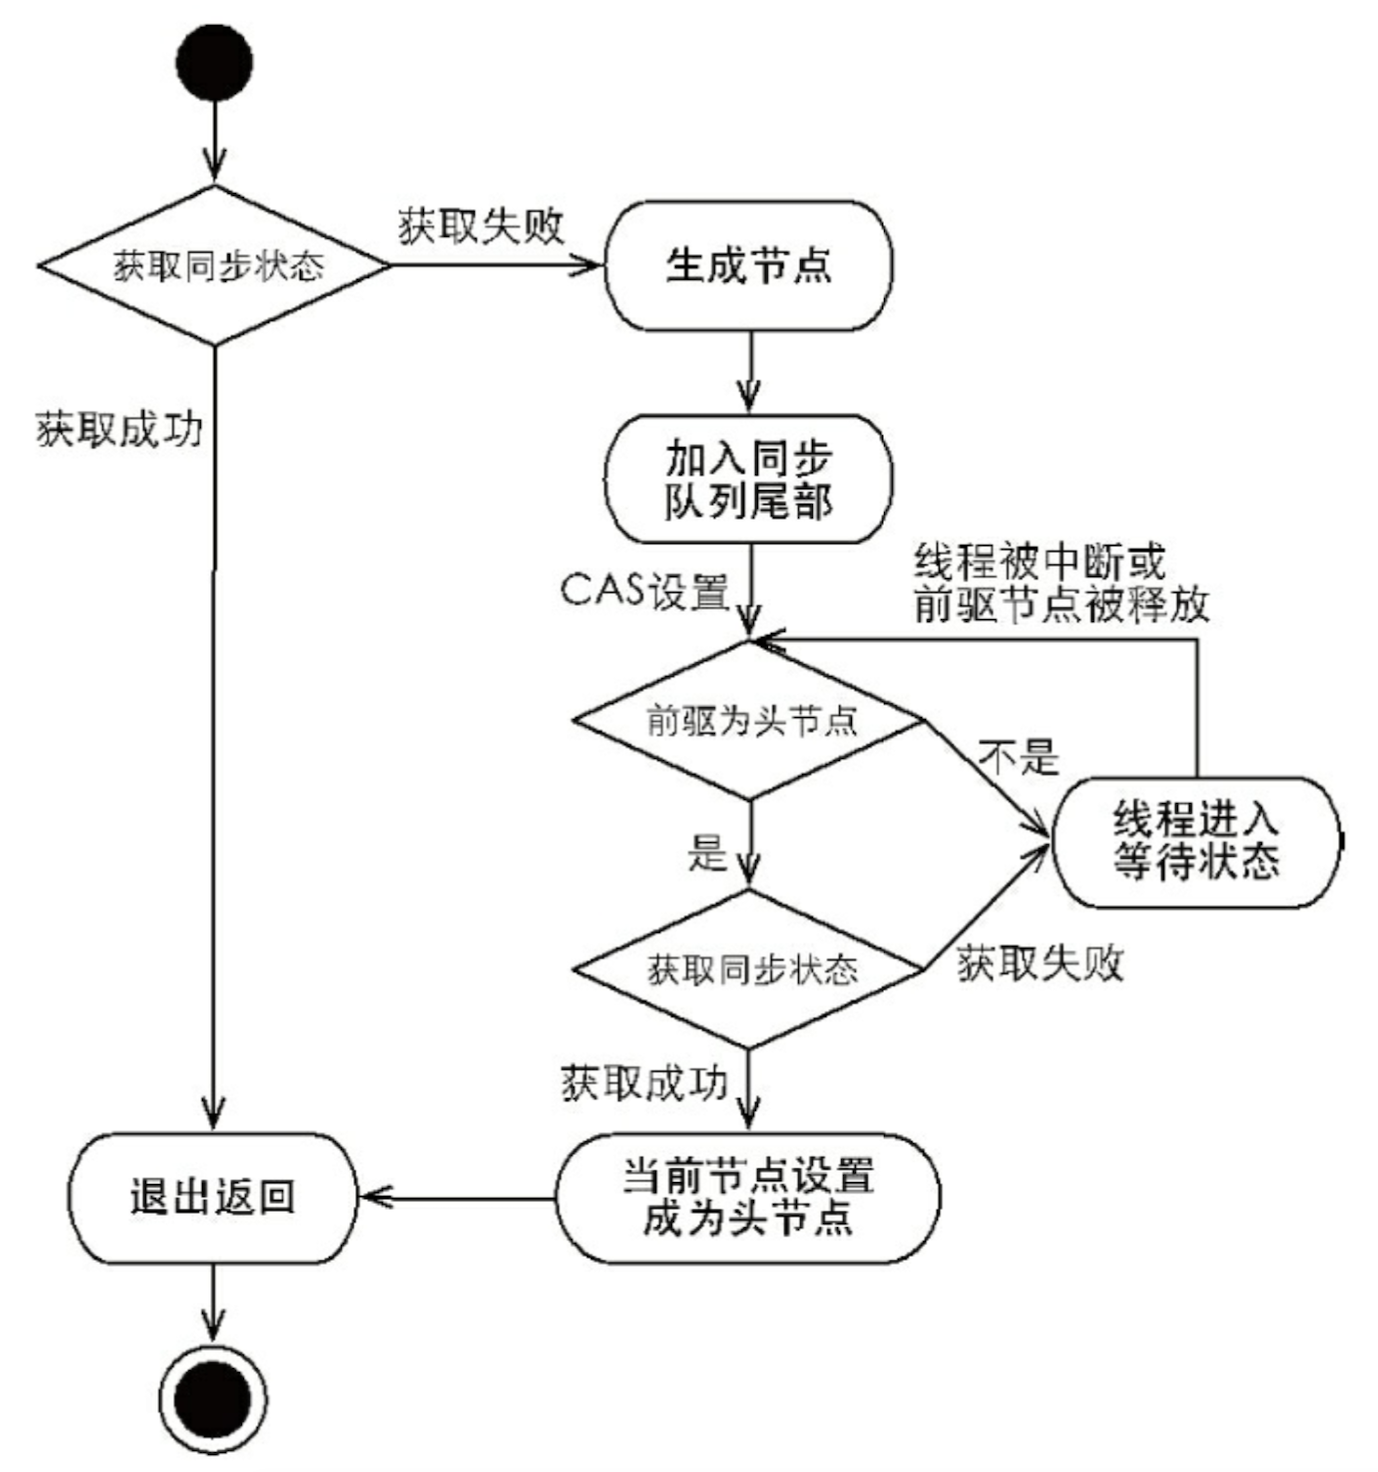 获取失败
获取同步状态
生成节点
获取成功
加入同步
队列尾部
线程被中断或
前驱节点被释放
CAS设置
前驱为头节点
不是
线程进入
等待状态
是
获取同步状态
获取失败
获取成功
退出返回
当前节点设置
成为头节点